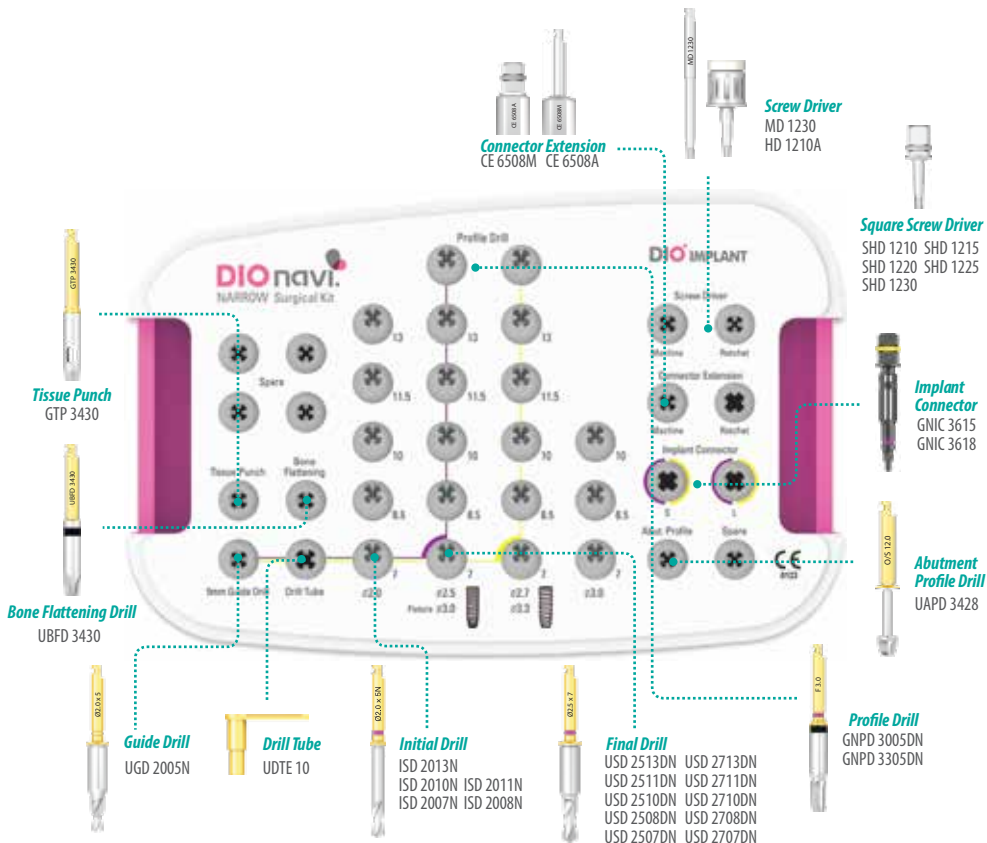 MD 1230
CE 6508A
CE 6508M
Screw Driver
MD 1230
HD 1210A
Connector Extension
CE 6508M CE 6508A
Square Screw Driver
SHD 1210 SHD 1215
SHD 1220 SHD 1225
SHD 1230
GTP 3430
Tissue Punch
GTP 3430
UBFD 3430
Bone Flattening Drill
UBFD 3430
Profile Drill
DIO navi.
NARROW Surgical Kit
DIO IMPLANT
Screw Driver
13
13
Machine
Ratchet
Spare
Connector Extension
11.5
11.5
11.5
Machine
Ratchet
10
10
10
10
Implant Connector
Tissue Punch
Bone
Flattening
8.5
8.5
8.5
8.5
S
L
Abut. Profile
Spare
7
7
7
7
9mm Guide Drill
Drill Tube
ø2.0
ø2.5
ø2.7
ø3.0
Fixture ø3.0
ø3.3
CE
0123
Implant
Connector
GNIC 3615
GNIC 3618
O/S 12.0
Abutment
Profile Drill
UAPD 3428
Ø2.0 x 5
Guide Drill
UGD 2005N
Drill Tube
UDTE 10
Ø2.0 x 5N
Initial Drill
ISD 2013N
ISD 2010N ISD 2011N
ISD 2007N ISD 2008N
Ø2.5 x 7
Final Drill
USD 2513DN USD 2713DN
USD 2511DN USD 2711DN
USD 2510DN USD 2710DN
USD 2508DN USD 2708DN
USD 2507DN USD 2707DN
F 3.0
Profile Drill
GNPD 3005DN
GNPD 3305DN